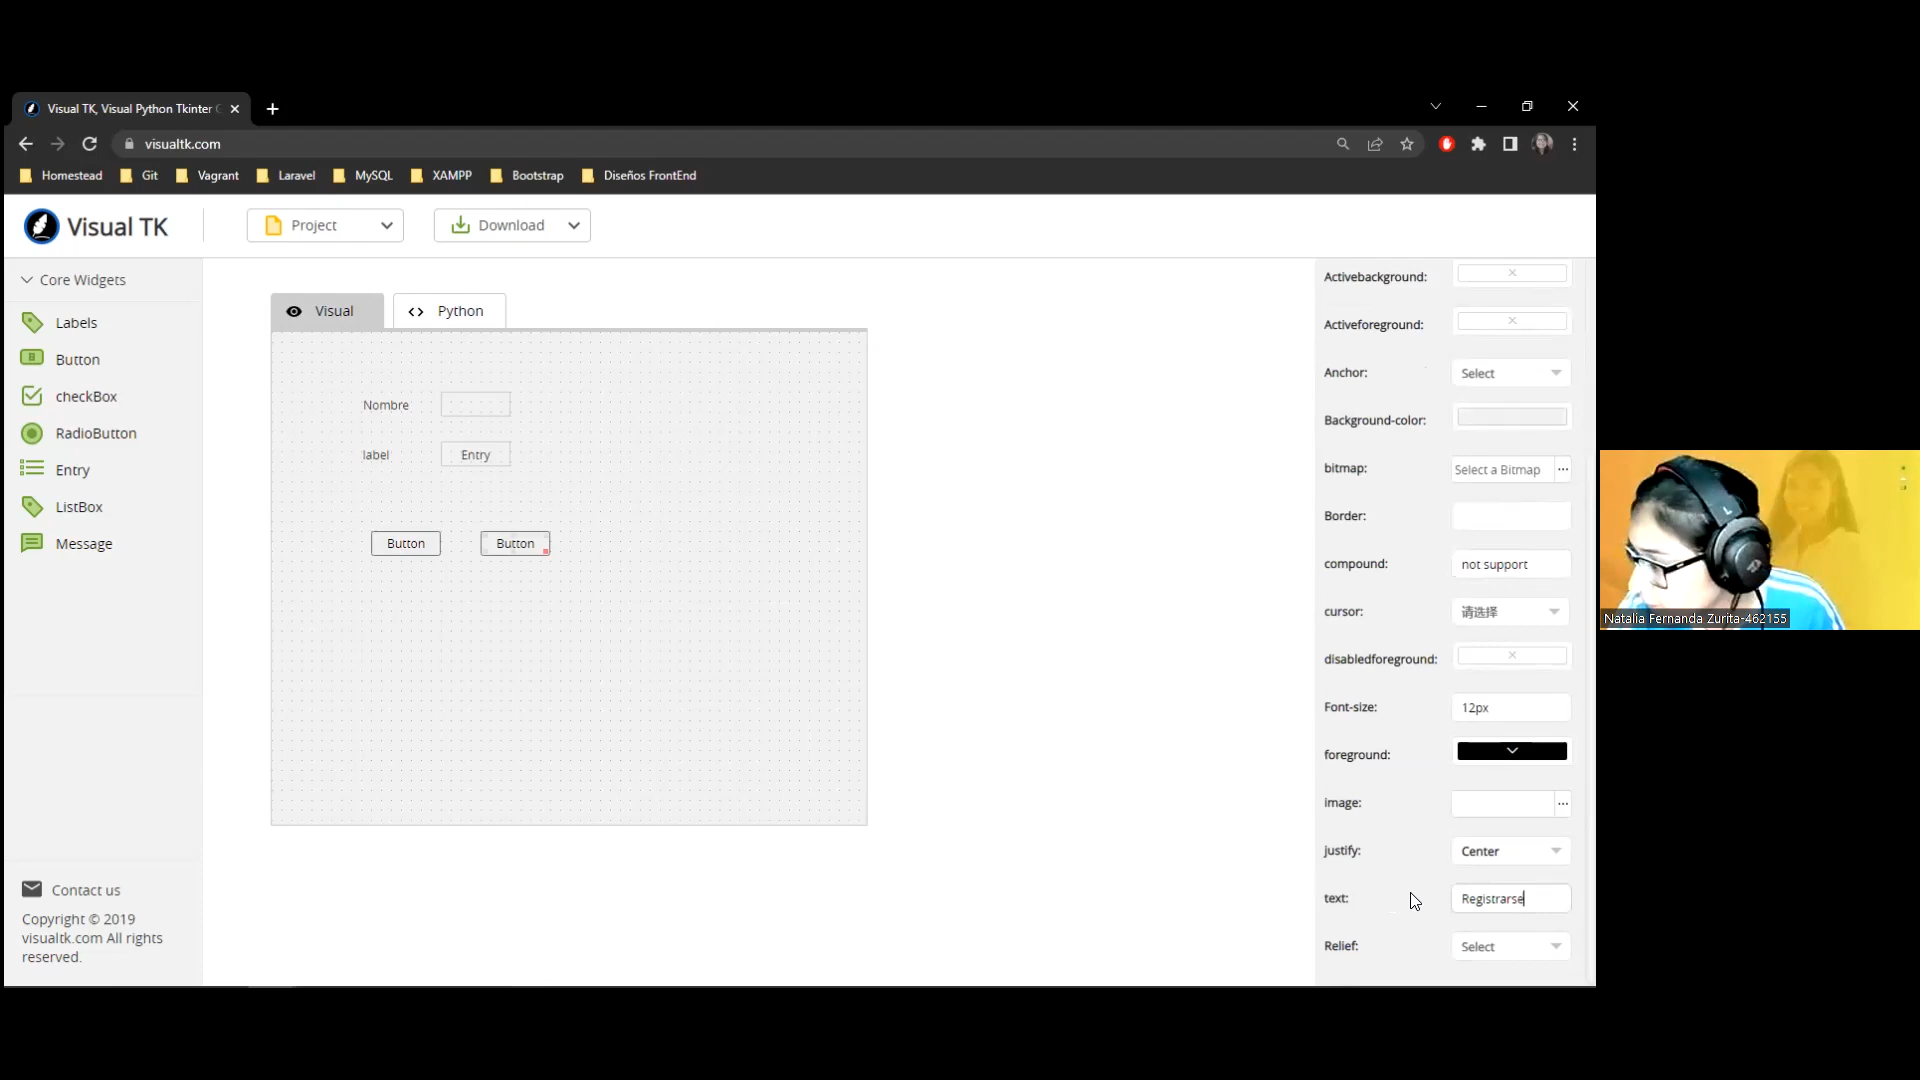 Visual TK, Visual Python Tkinter
visualtk.com
Homestead Git Vagrant Laravel MySQL XAMPP Bootstrap Diseños FrontEnd
Visual TK Project Download
Core Widgets
Labels
Button
checkBox
RadioButton
Entry
ListBox
Message
Contact us
Copyright © 2019
visualtk.com All rights
reserved.
Visual Python
Nombre
label Entry
Button Button
Activebackground:
Activeforeground:
Anchor: Select
Background-color:
bitmap: Select a Bitmap ...
Border:
compound: not support
cursor: 请选择
disabledforeground:
Font-size: 12px
foreground:
image: ...
justify: Center
text: Registrarse
Relief: Select
Natalia Fernanda Zurita-462155